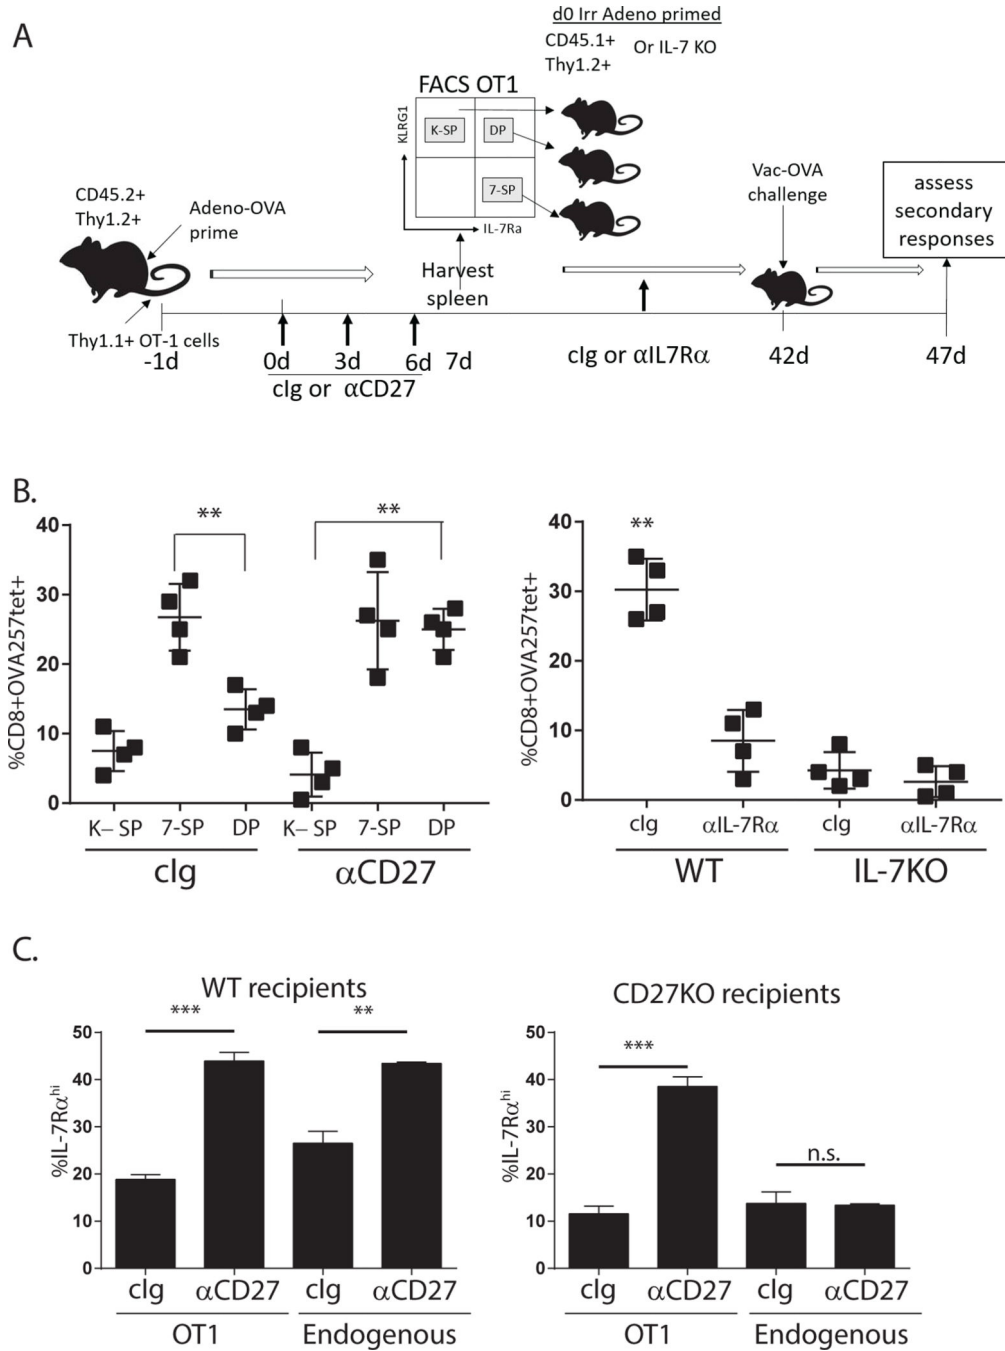 A
d0 Irr Adeno primed
CD45.1+
Thy1.2+
Or IL-7 KO
FACS OT1
KLRG1
K-SP
DP
7-SP
IL-7Ra
CD45.2+
Thy1.2+
Adeno-OVA
prime
Harvest
spleen
Vac-OVA
challenge
assess
secondary
responses
Thy1.1+ OT-1 cells
-1d
0d
3d
6d
7d
cIg or αCD27
cIg or αIL7Rα
42d
47d
B.
%CD8+OVA257tet+
40
30
20
10
0
**
**
K– SP
7-SP
DP
K– SP
7-SP
DP
cIg
αCD27
%CD8+OVA257tet+
40
30
20
10
0
**
cIg
αIL-7Rα
cIg
αIL-7Rα
WT
IL-7KO
C.
WT recipients
%IL-7Rαhi
50
40
30
20
10
0
***
**
cIg
αCD27
cIg
αCD27
OT1
Endogenous
CD27KO recipients
%IL-7Rαhi
50
40
30
20
10
0
***
n.s.
cIg
αCD27
cIg
αCD27
OT1
Endogenous